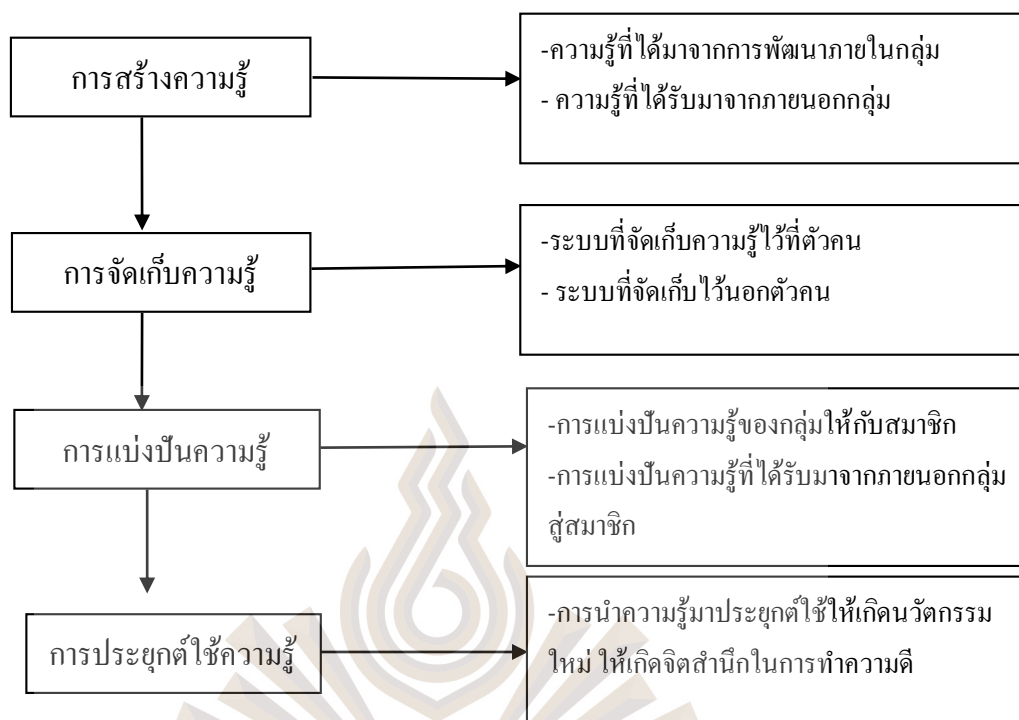 การสร้างความรู้
-ความรู้ที่ได้มาจากการพัฒนาภายในกลุ่ม
- ความรู้ที่ได้รับมาจากภายนอกกลุ่ม
การจัดเก็บความรู้
-ระบบที่จัดเก็บความรู้ไว้ที่ตัวคน
- ระบบที่จัดเก็บไว้นอกตัวคน
การแบ่งปันความรู้
-การแบ่งปันความรู้ของกลุ่มให้กับสมาชิก
-การแบ่งปันความรู้ที่ได้รับมาจากภายนอกกลุ่ม
สู่สมาชิก
การประยุกต์ใช้ความรู้
-การนำความรู้มาประยุกต์ใช้ให้เกิดนวัตกรรม
ใหม่ ให้เกิดจิตสำนึกในการทำความดี